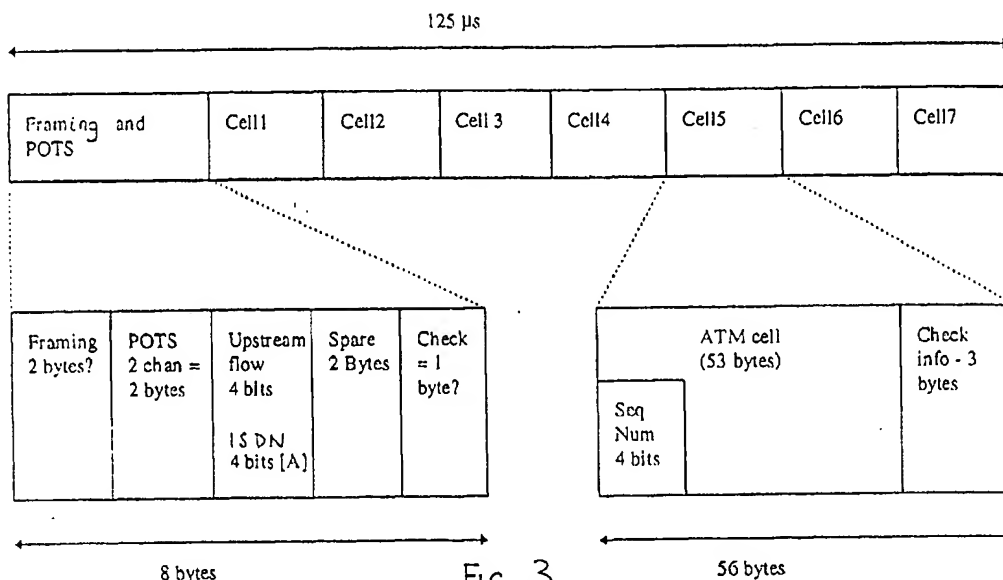 125 µs
Framing and
POTS
Cell1
Cell2
Cell 3
Cell4
Cell5
Cell6
Cell7
Framing
2 bytes?
POTS
2 chan =
2 bytes
Upstream
flow
4 bits
ISDN
4 bits [A)
Spare
2 Bytes
Check
= 1
byte?
ATM cell
(53 bytes)
Seq
Num
4 bits
Check
info - 3
bytes
8 bytes
FIG. 3
56 bytes